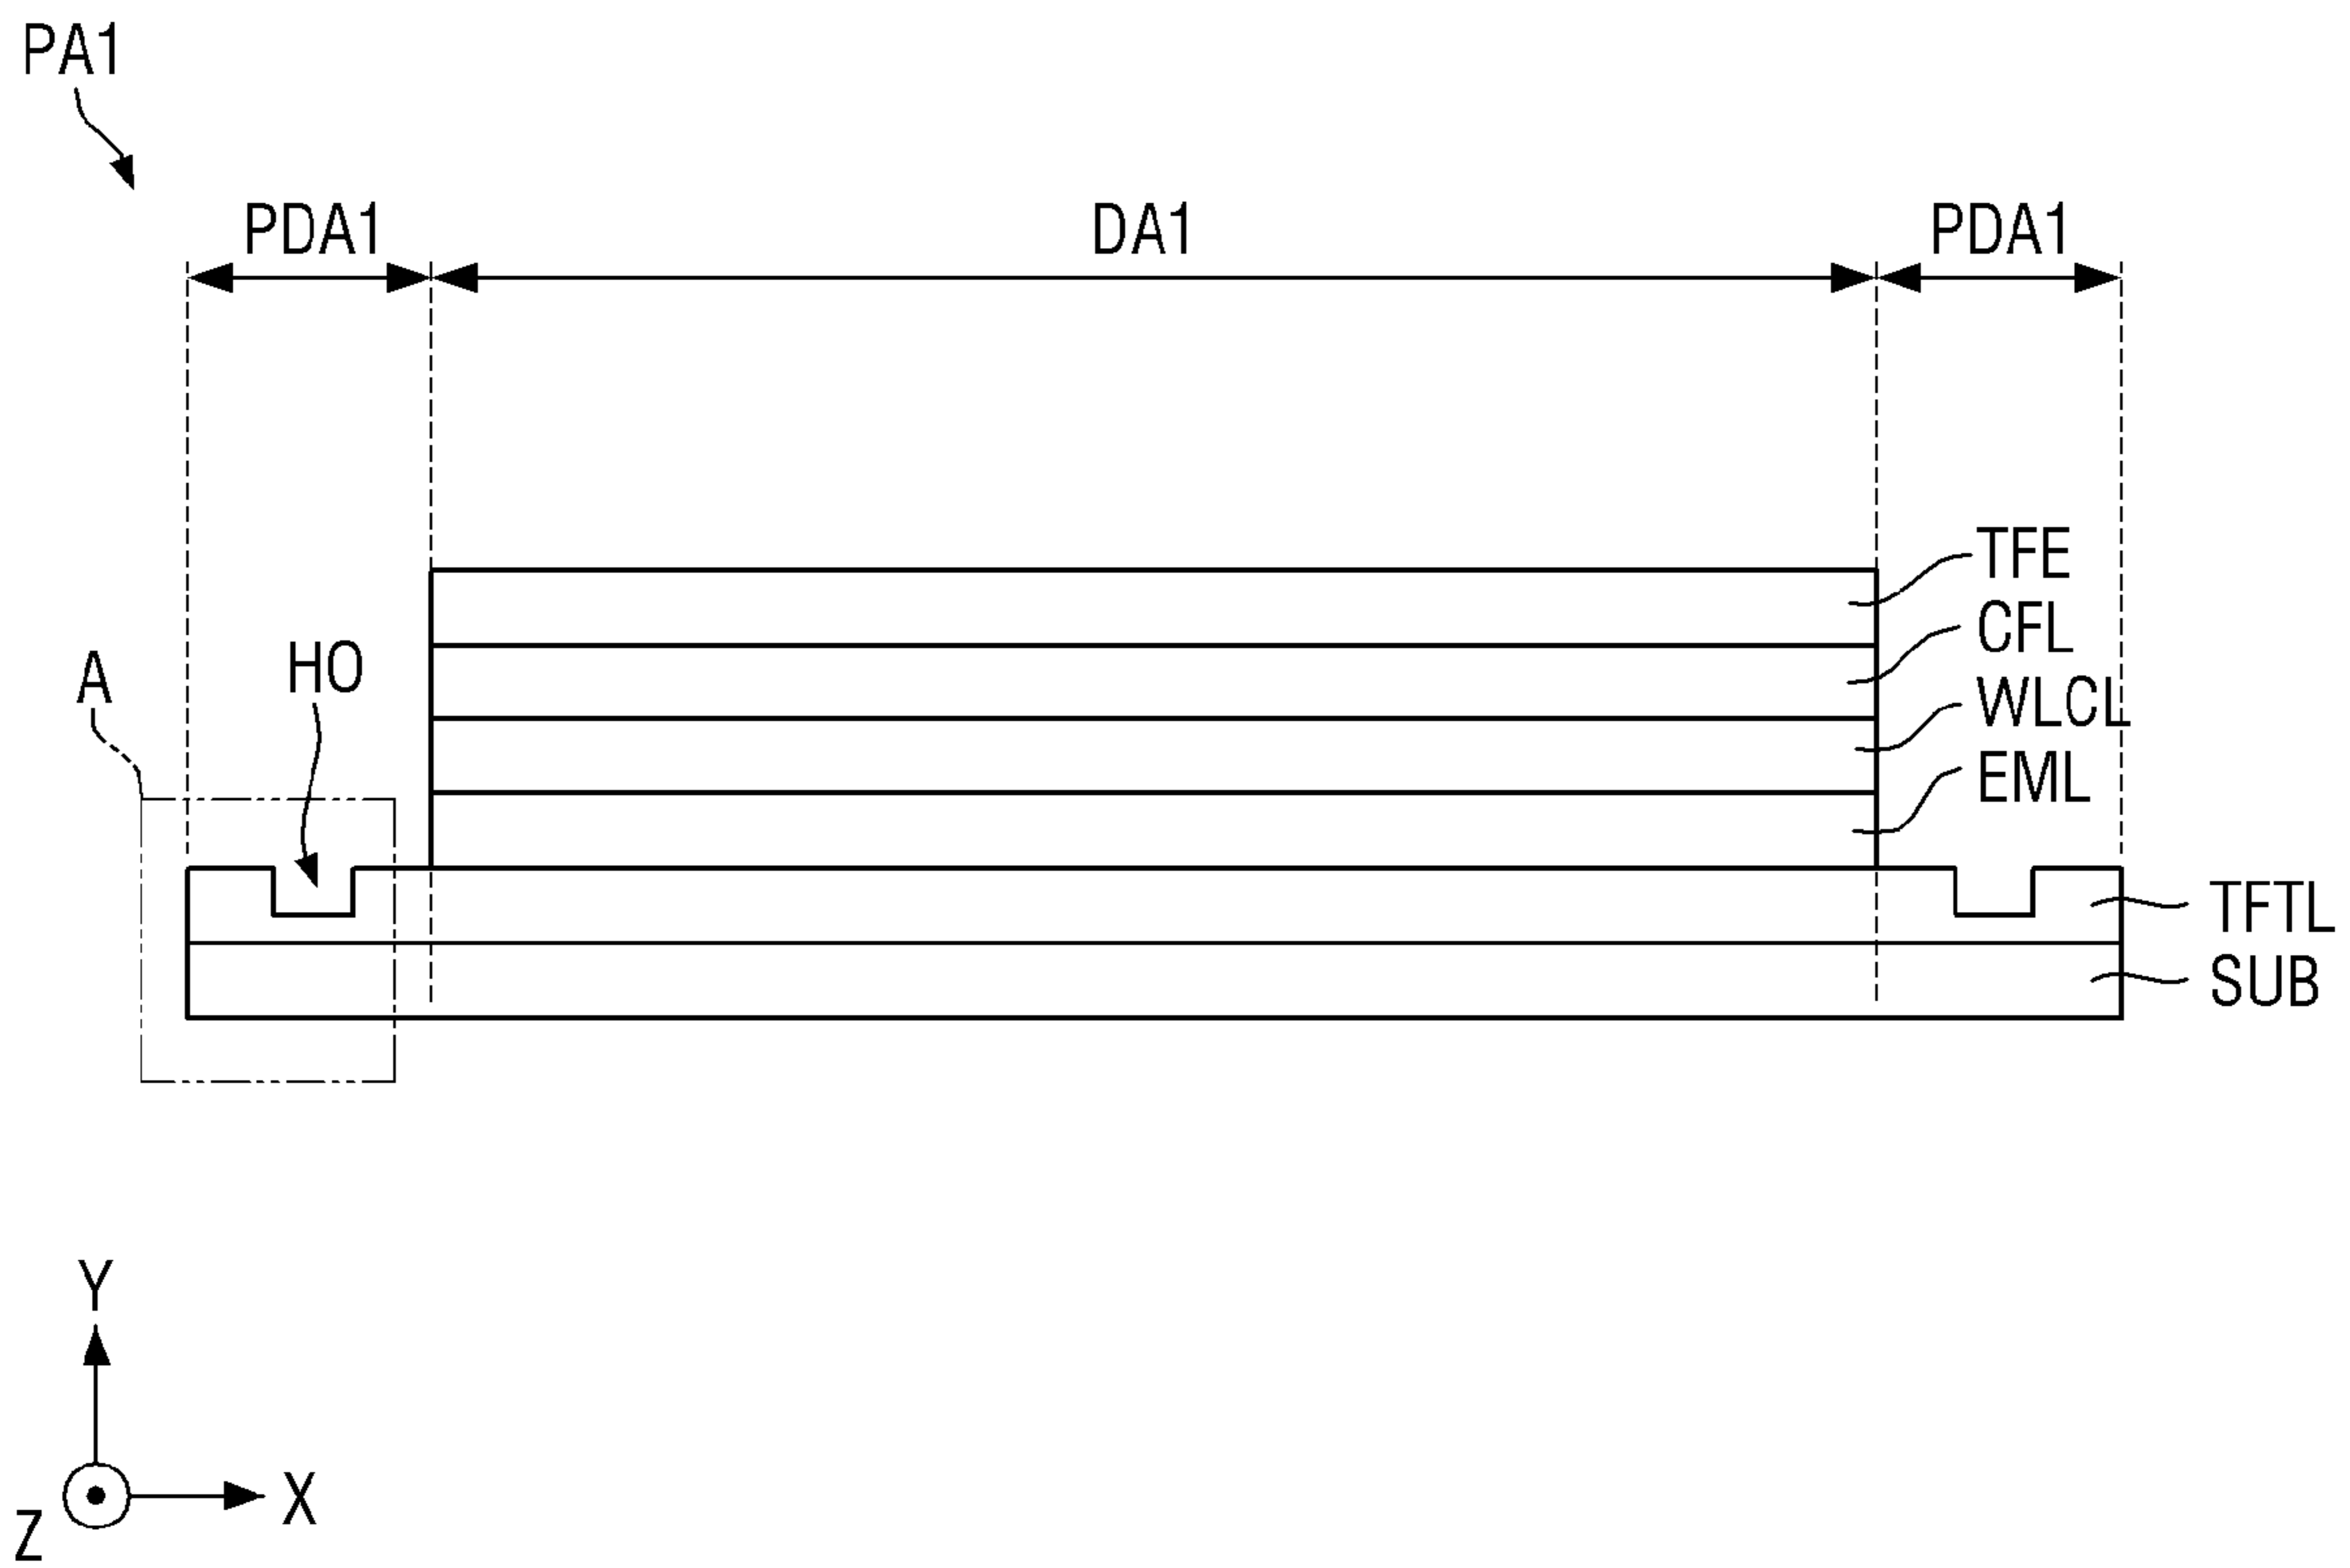 PA1
PDA1
DA1
PDA1
TFE
CFL
WLCL
EML
A
HO
TFTL
SUB
Y
X
Z